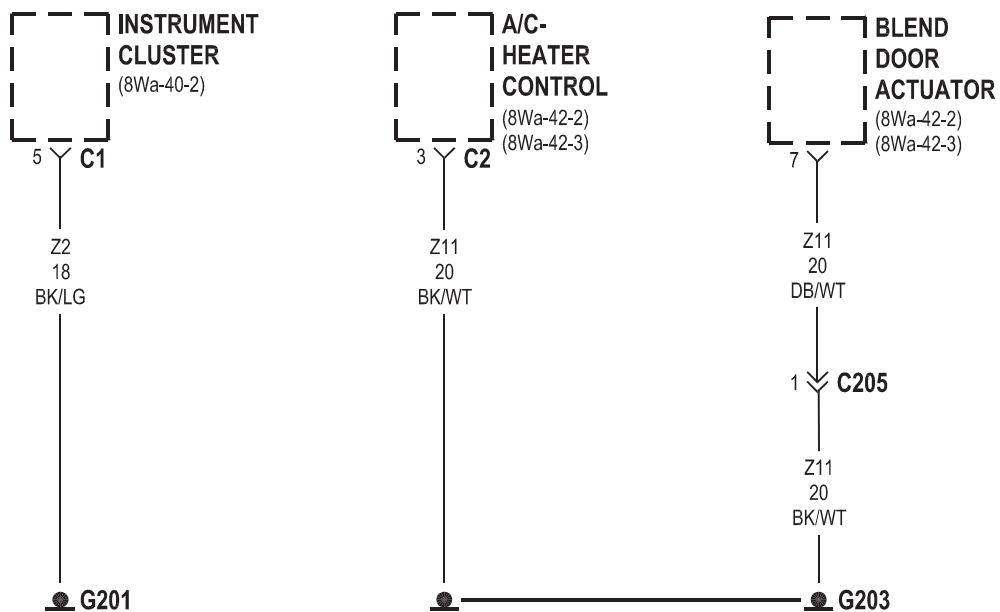 INSTRUMENT
CLUSTER
(8Wa-40-2)
5
C1
Z2
18
BK/LG
G201
A/C-
HEATER
CONTROL
(8Wa-42-2)
(8Wa-42-3)
3
C2
Z11
20
BK/WT
BLEND
DOOR
ACTUATOR
(8Wa-42-2)
(8Wa-42-3)
7
Z11
20
DB/WT
1
C205
Z11
20
BK/WT
G203